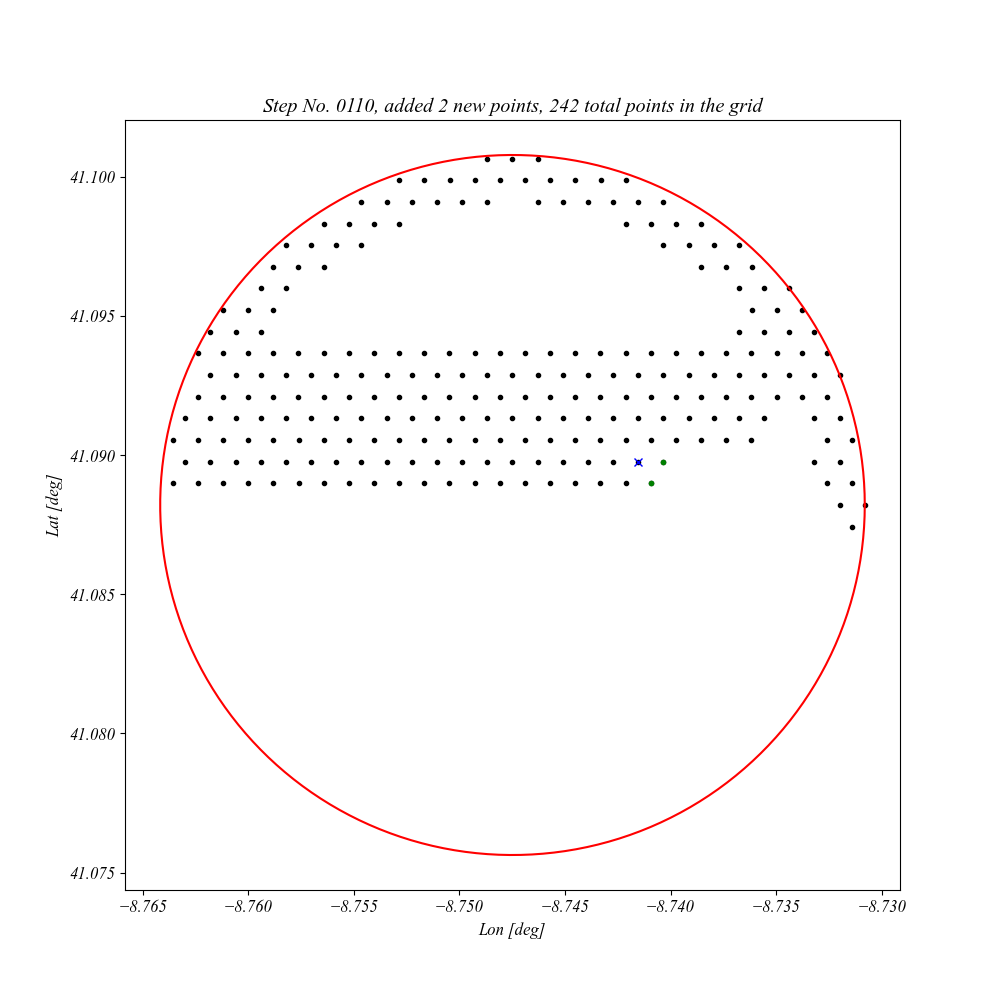 Step No. 0110, added 2 new points, 242 total points in the grid
41.100
41.095
41.090
41.085
41.080
41.075
Lat [deg]
−8.765 −8.760 −8.755 −8.750 −8.745 −8.740 −8.735 −8.730
Lon [deg]